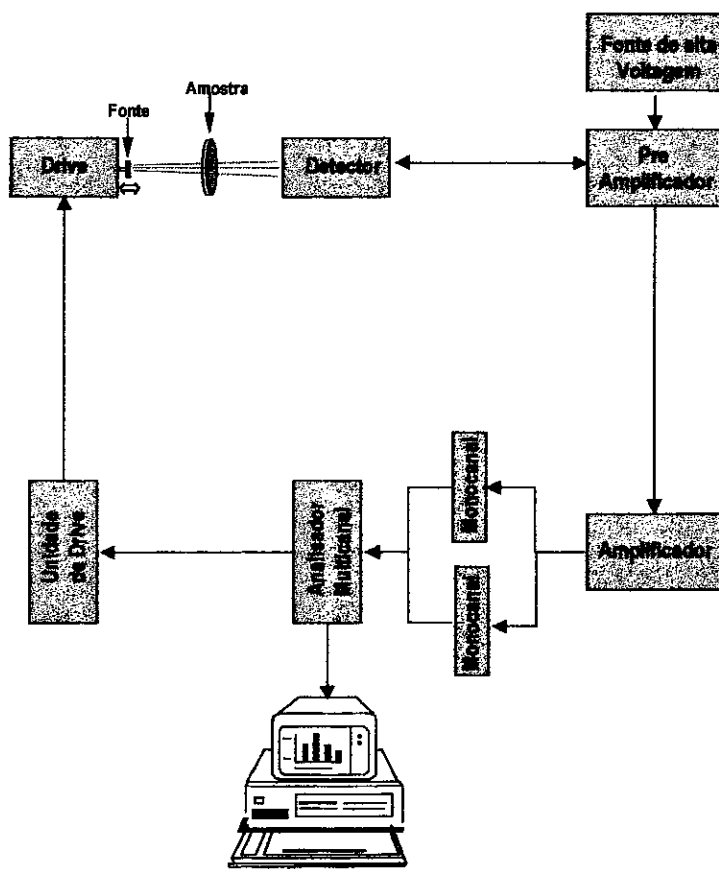 Fonte de alta
Voltagem
Amostra
Fonte
Drive
Detector
Pre
Amplificador
Unidade
de Drive
Analisador
Multicanal
Monocanal
Monocanal
Amplificador